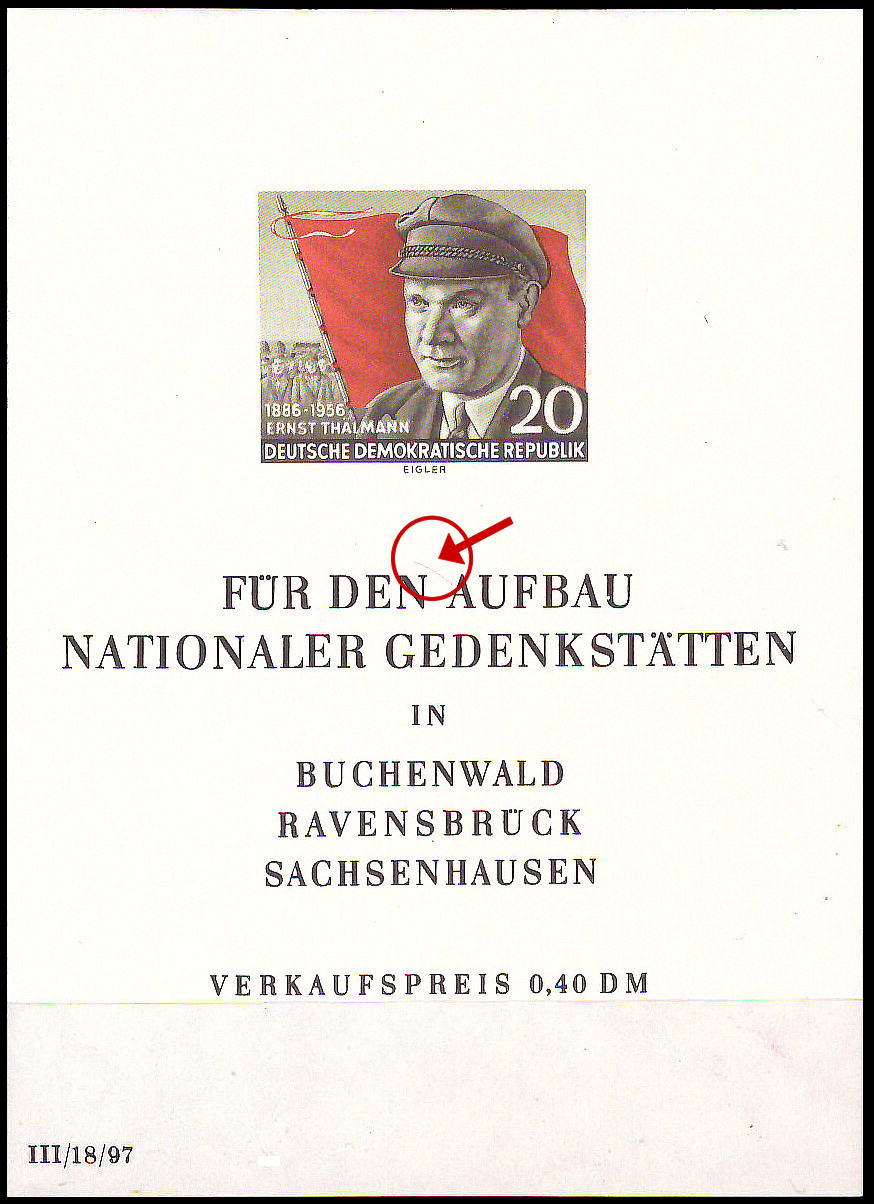 1886-1956
ERNST THÄLMANN
20
DEUTSCHE DEMOKRATISCHE REPUBLIK
EIGLER
FÜR DEN AUFBAU
NATIONALER GEDENKSTÄTTEN
IN
BUCHENWALD
RAVENSBRÜCK
SACHSENHAUSEN
VERKAUFSPREIS 0,40 DM
III/18/97